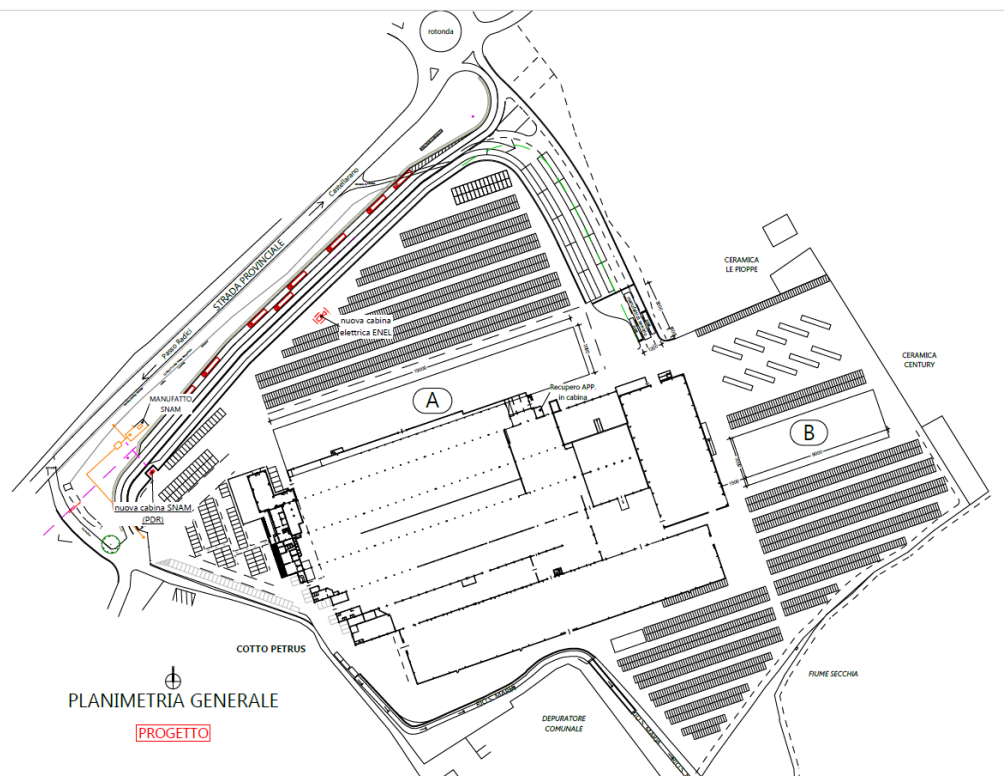 rotonda
Castellarano
STRADA PROVINCIALE
Passo Radici
CERAMICA
LE PIOPPE
CERAMICA
CENTURY
nuova cabina
elettrica ENEL
Recupero APP.
in cabina
A
B
MANUFATTO
SNAM
nuova cabina SNAM
(PDR)
COTTO PETRUS
FIUME SECCHIA
DEPURATORE
COMUNALE
PLANIMETRIA GENERALE
PROGETTO